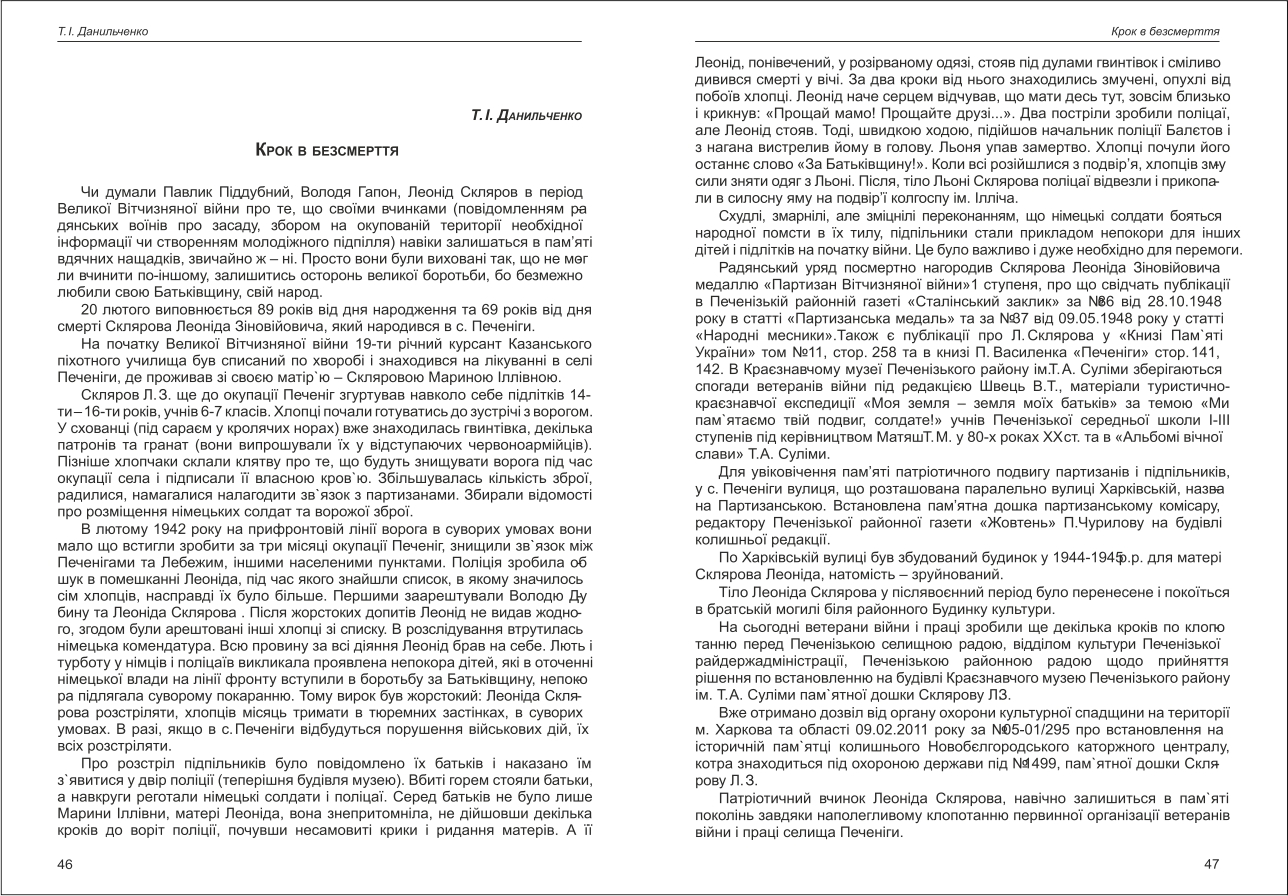 Т. І. Данильченко
Т. І. Данильченко
Крок в безсмерття
Чи думали Павлик Піддубний, Володя Гапон, Леонід Скляров в період
Великої Вітчизняної війни про те, що своїми вчинками (повідомленням ра-
дянських воїнів про засаду, збором на окупованій території необхідної
інформації чи створенням молодіжного підпілля) навіки залишаться в пам’яті
вдячних нащадків, звичайно ж – ні. Просто вони були виховані так, що не мог-
ли вчинити по-іншому, залишитись осторонь великої боротьби, бо безмежно
любили свою Батьківщину, свій народ.
20 лютого виповнюється 89 років від дня народження та 69 років від дня
смерті Склярова Леоніда Зіновійовича, який народився в с. Печеніги.
На початку Великої Вітчизняної війни 19-ти річний курсант Казанського
піхотного училища був списаний по хворобі і знаходився на лікуванні в селі
Печеніги, де проживав зі своєю матір`ю – Скляровою Мариною Іллівною.
Скляров Л. З. ще до окупації Печеніг згуртував навколо себе підлітків 14-
ти – 16-ти років, учнів 6-7 класів. Хлопці почали готуватись до зустрічі з ворогом.
У схованці (під сараєм у кролячих норах) вже знаходилась гвинтівка, декілька
патронів та гранат (вони випрошували їх у відступаючих червоноармійців).
Пізніше хлопчаки склали клятву про те, що будуть знищувати ворога під час
окупації села і підписали її власною кров`ю. Збільшувалась кількість зброї,
радилися, намагалися налагодити зв`язок з партизанами. Збирали відомості
про розміщення німецьких солдат та ворожої зброї.
В лютому 1942 року на прифронтовій лінії ворога в суворих умовах вони
мало що встигли зробити за три місяці окупації Печеніг, знищили зв`язок між
Печенігами та Лебежим, іншими населеними пунктами. Поліція зробила об-
шук в помешканні Леоніда, під час якого знайшли список, в якому значилось
сім хлопців, насправді їх було більше. Першими заарештували Володю Ду-
бину та Леоніда Склярова . Після жорстоких допитів Леонід не видав жодно-
го, згодом були арештовані інші хлопці зі списку. В розслідування втрутилась
німецька комендатура. Всю провину за всі діяння Леонід брав на себе. Лють і
турботу у німців і поліцаїв викликала проявлена непокора дітей, які в оточенні
німецької влади на лінії фронту вступили в боротьбу за Батьківщину, непоко-
ра підлягала суворому покаранню. Тому вирок був жорстокий: Леоніда Скля-
рова розстріляти, хлопців місяць тримати в тюремних застінках, в суворих
умовах. В разі, якщо в с. Печеніги відбудуться порушення військових дій, їх
всіх розстріляти.
Про розстріл підпільників було повідомлено їх батьків і наказано їм
з`явитися у двір поліції (теперішня будівля музею). Вбиті горем стояли батьки,
а навкруги реготали німецькі солдати і поліцаї. Серед батьків не було лише
Марини Іллівни, матері Леоніда, вона знепритомніла, не дійшовши декілька
кроків до воріт поліції, почувши несамовиті крики і ридання матерів. А її
46
Крок в безсмерття
Леонід, понівечений, у розірваному одязі, стояв під дулами гвинтівок і сміливо
дивився смерті у вічі. За два кроки від нього знаходились змучені, опухлі від
побоїв хлопці. Леонід наче серцем відчував, що мати десь тут, зовсім близько
і крикнув: «Прощай мамо! Прощайте друзі...». Два постріли зробили поліцаї,
але Леонід стояв. Тоді, швидкою ходою, підійшов начальник поліції Балєтов і
з нагана вистрелив йому в голову. Льоня упав замертво. Хлопці почули його
останнє слово «За Батьківщину!». Коли всі розійшлися з подвір’я, хлопців зму-
сили зняти одяг з Льоні. Після, тіло Льоні Склярова поліцаї відвезли і прикопа-
ли в силосну яму на подвір’ї колгоспу ім. Ілліча.
Схудлі, змарнілі, але зміцнілі переконанням, що німецькі солдати бояться
народної помсти в їх тилу, підпільники стали прикладом непокори для інших
дітей і підлітків на початку війни. Це було важливо і дуже необхідно для перемоги.
Радянський уряд посмертно нагородив Склярова Леоніда Зіновійовича
медаллю «Партизан Вітчизняної війни»1 ступеня, про що свідчать публікації
в Печенізькій районній газеті «Сталінський заклик» за №86 від 28.10.1948
року в статті «Партизанська медаль» та за №37 від 09.05.1948 року у статті
«Народні месники».Також є публікації про Л. Склярова у «Книзі Пам`яті
України» том №11, стор. 258 та в книзі П. Василенка «Печеніги» стор. 141,
142. В Краєзнавчому музеї Печенізького району ім.Т.А. Суліми зберігаються
спогади ветеранів війни під редакцією Швець В.Т., матеріали туристично-
краєзнавчої експедиції «Моя земля – земля моїх батьків» за темою «Ми
пам`ятаємо твій подвиг, солдате!» учнів Печенізької середньої школи І-ІІІ
ступенів під керівництвом Матяш Т. М. у 80-х роках ХХ ст. та в «Альбомі вічної
слави» Т.А. Суліми.
Для увіковічення пам’яті патріотичного подвигу партизанів і підпільників,
у с. Печеніги вулиця, що розташована паралельно вулиці Харківській, назва-
на Партизанською. Встановлена пам’ятна дошка партизанському комісару,
редактору Печенізької районної газети «Жовтень» П.Чурилову на будівлі
колишньої редакції.
По Харківській вулиці був збудований будинок у 1944-1945р.р. для матері
Склярова Леоніда, натомість – зруйнований.
Тіло Леоніда Склярова у післявоєнний період було перенесене і покоїться
в братській могилі біля районного Будинку культури.
На сьогодні ветерани війни і праці зробили ще декілька кроків по клопо-
танню перед Печенізькою селищною радою, відділом культури Печенізької
райдержадміністрації, Печенізькою районною радою щодо прийняття
рішення по встановленню на будівлі Краєзнавчого музею Печенізького району
ім. Т.А. Суліми пам`ятної дошки Склярову Л.З.
Вже отримано дозвіл від органу охорони культурної спадщини на території
м. Харкова та області 09.02.2011 року за №05-01/295 про встановлення на
історичній пам`ятці колишнього Новобєлгородського каторжного централу,
котра знаходиться під охороною держави під №1499, пам`ятної дошки Скля-
рову Л. З.
Патріотичний вчинок Леоніда Склярова, навічно залишиться в пам`яті
поколінь завдяки наполегливому клопотанню первинної організації ветеранів
війни і праці селища Печеніги.
47